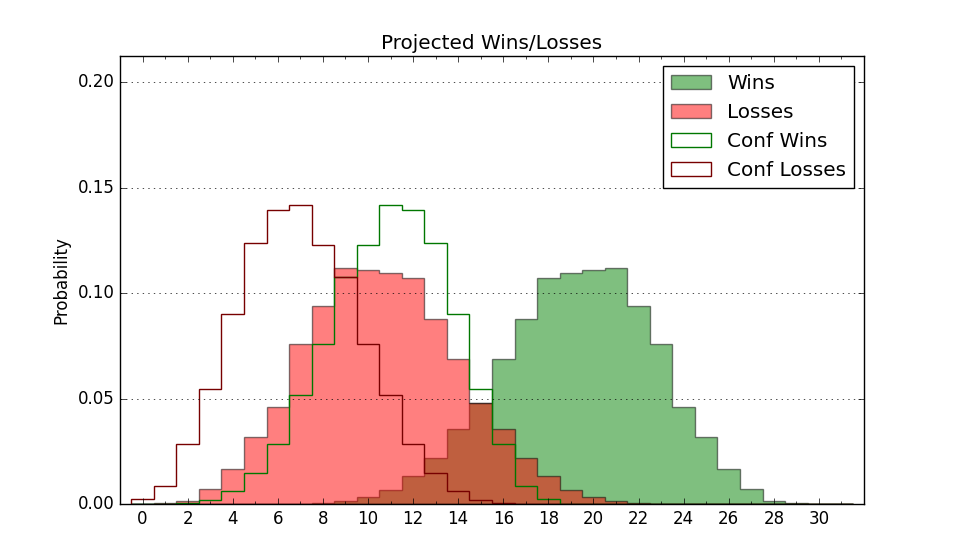 Projected Wins/Losses
Wins
Losses
Conf Wins
Conf Losses
Probability
0.20
0.15
0.10
0.05
0.00
0 2 4 6 8 10 12 14 16 18 20 22 24 26 28 30